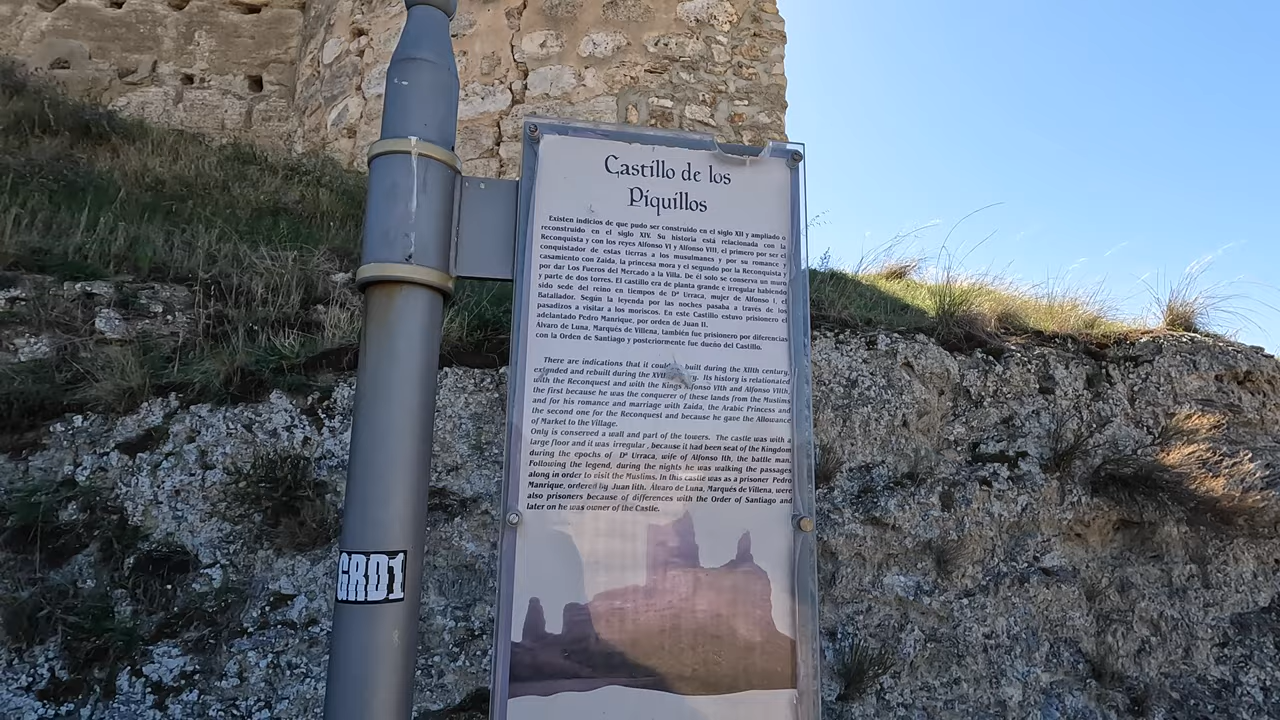 Castillo de los
Piquillos
Existen indicios de que pudo ser construido en el siglo XII y ampliado o
reconstruido en el siglo XIV. Su historia está relacionada con la
Reconquista y con los reyes Alfonso VI y Alfonso VIII, el primero por ser el
conquistador de estas tierras a los musulmanes y por su romance y
casamiento con Zaida, la princesa mora y el segundo por la Reconquista y
por dar Los Fueros del Mercado a la Villa. De él solo se conserva un muro
y parte de dos torres. El castillo era de planta grande e irregular habiendo
sido sede del reino en tiempos de Dª Urraca, mujer de Alfonso I, el
Batallador. Según la leyenda por las noches pasaba a través de los
pasadizos a visitar a los moriscos. En este Castillo estuvo prisionero el
adelantado Pedro Manrique, por orden de Juan II.
Álvaro de Luna, Marqués de Villena, también fue prisionero por diferencias
con la Orden de Santiago y posteriormente fue dueño del Castillo.
There are indications that it could built during the XIIth century,
extended and rebuilt during the Its history is relationated
with the Reconquest and with the Kings Alfonso VIth and Alfonso VIIIth,
the first because he was the conquerer of these lands from the Muslims
and for his romance and marriage with Zaida, the Arabic Princess and
the second one for the Reconquest and because he gave the Allowance
of Market to the Village.
Only is conserved a wall and part of the towers. The castle was with a
large floor and it was irregular, because it had been seat of the Kingdom
during the epochs of Dª Urraca, wife of Alfonso Ith, the battle man.
Following the legend, during the nights he was walking the passages
along in order to visit the Muslims. In this castle was as a prisoner Pedro
Manrique, orfered by Juan IIth. Álvaro de Luna, Marqués de Villena, were
also prisoners because of differences with the Order of Santiago and
later on he was owner of the Castle.
GRD1